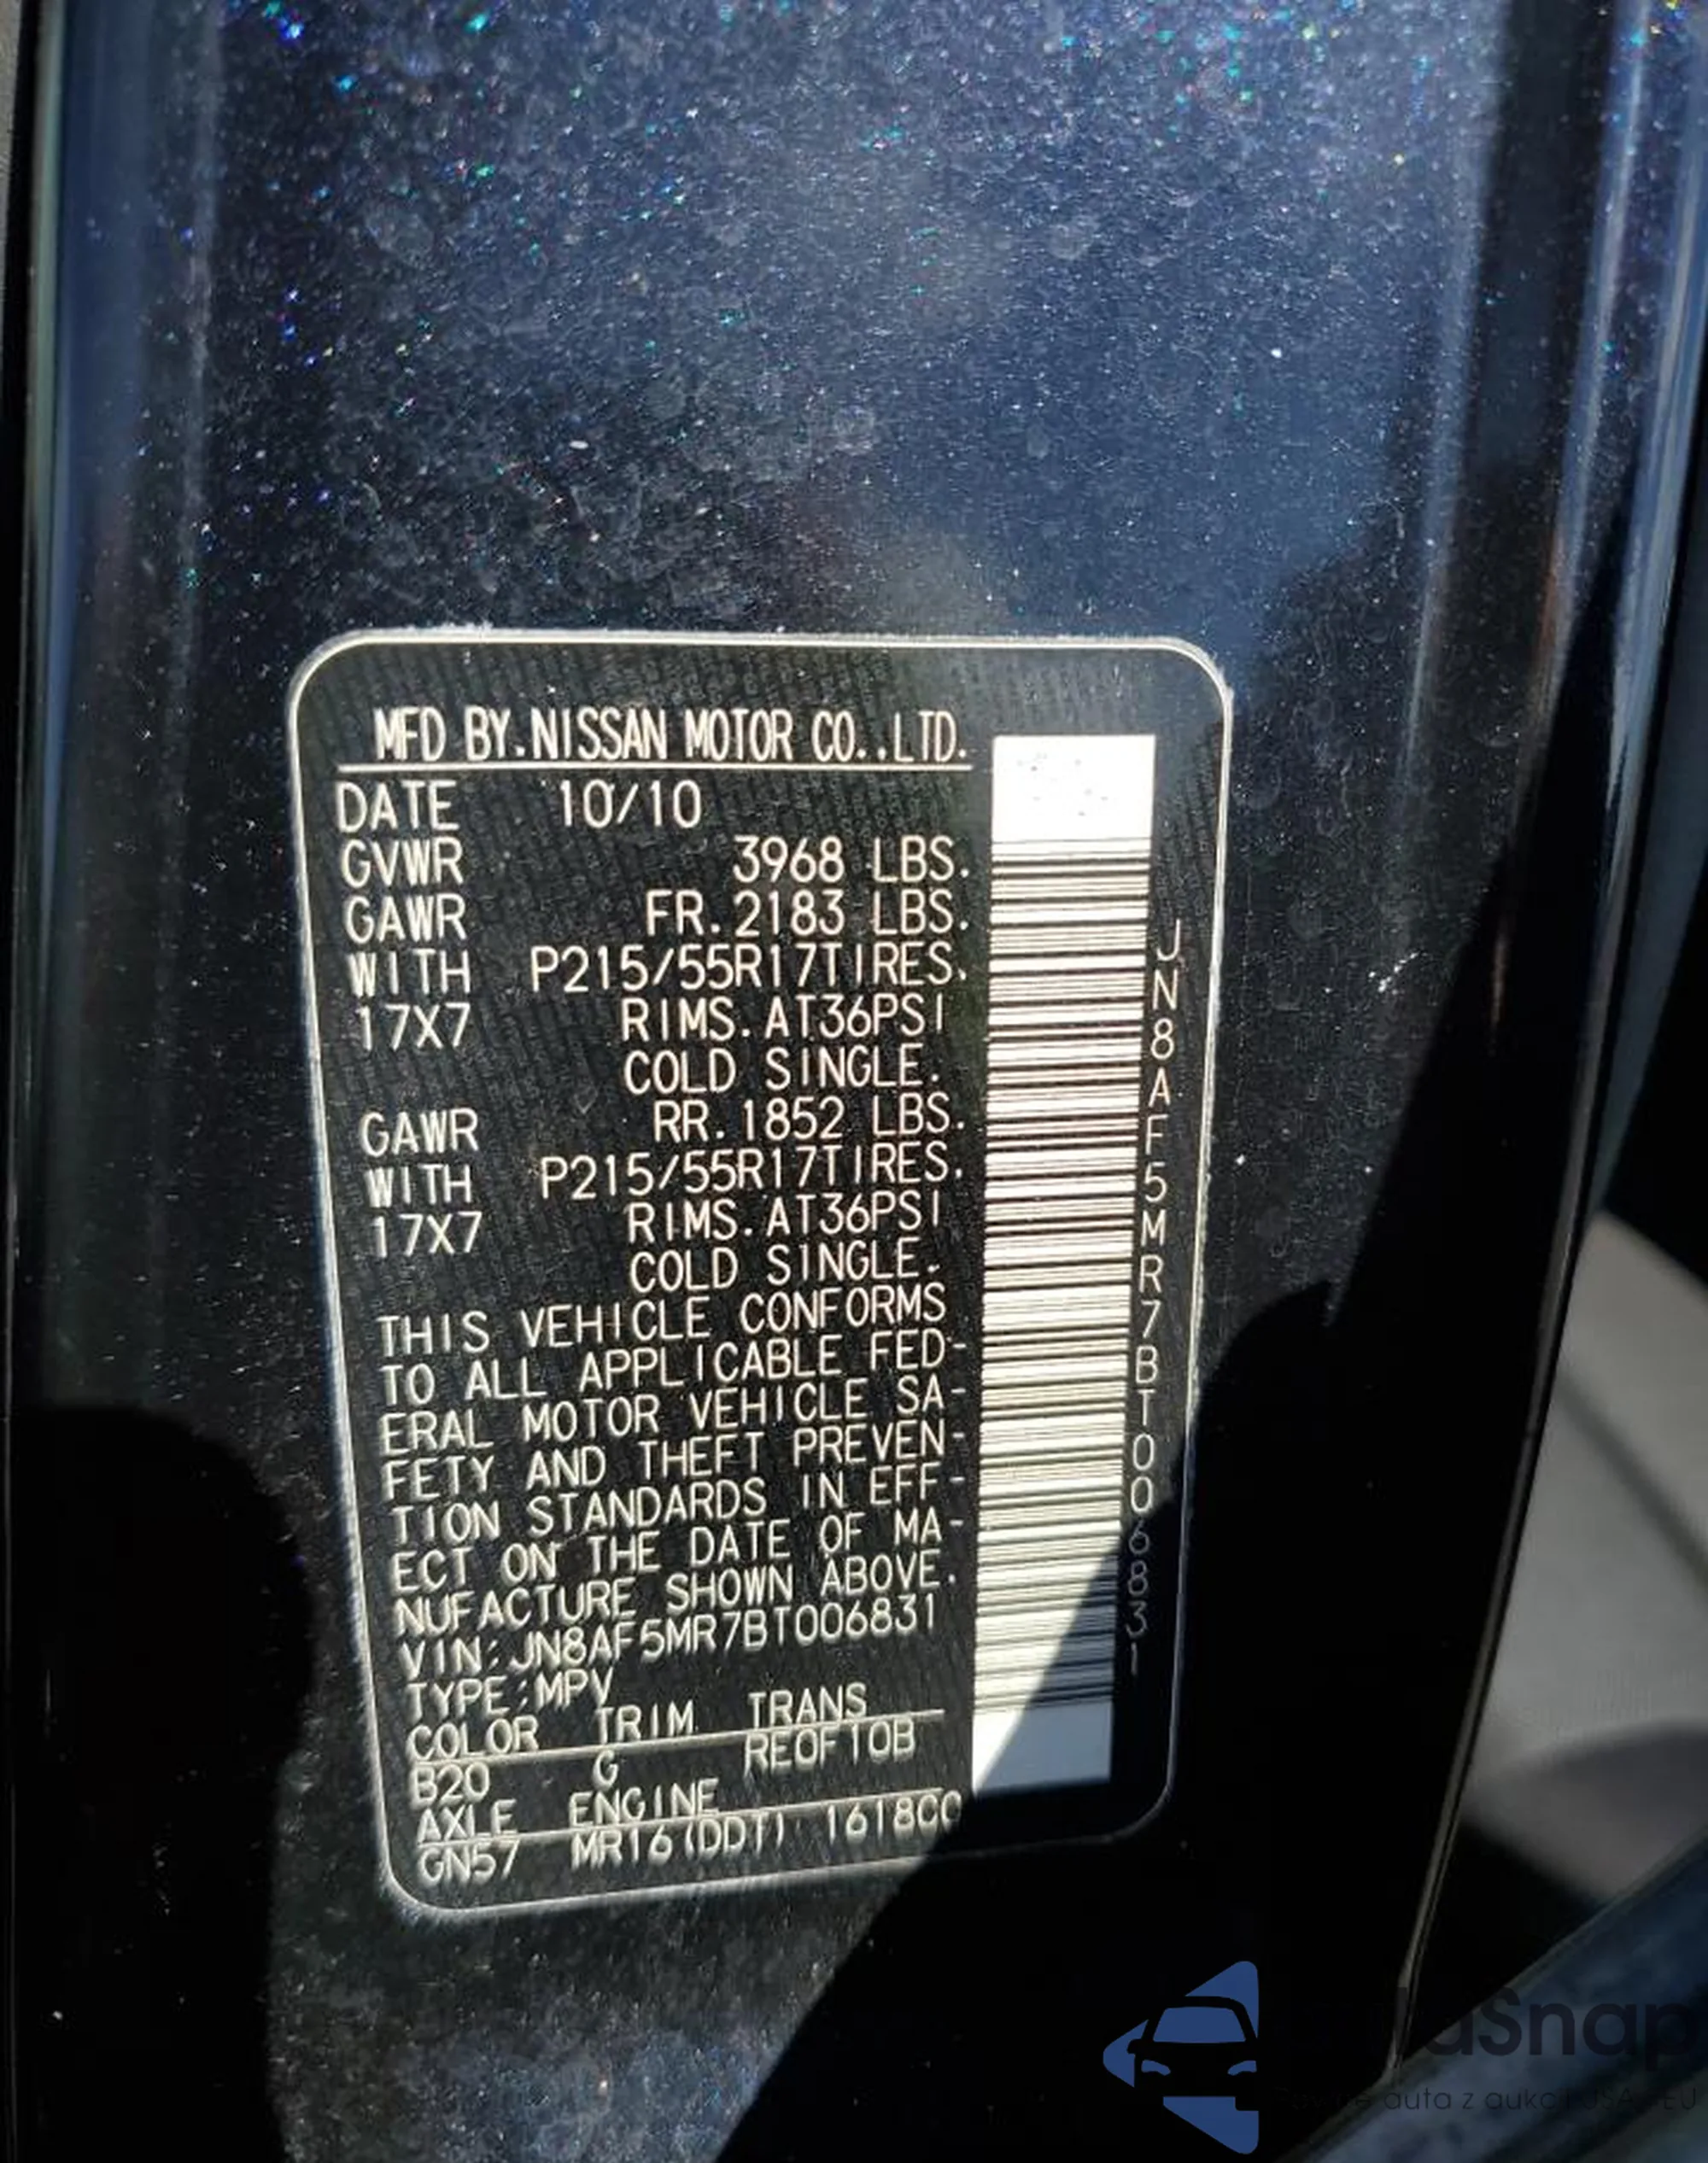 MFD BY.NISSAN MOTOR CO.,LTD.
DATE 10/10
GVWR 3968 LBS.
GAWR FR.2183 LBS.
WITH P215/55R17TIRES.
17X7 RIMS.AT36PSI
COLD SINGLE.
GAWR RR.1852 LBS.
WITH P215/55R17TIRES.
17X7 RIMS.AT36PSI
COLD SINGLE.
THIS VEHICLE CONFORMS
TO ALL APPLICABLE FED-
ERAL MOTOR VEHICLE SA-
FETY AND THEFT PREVEN-
TION STANDARDS IN EFF-
ECT ON THE DATE OF MA-
NUFACTURE SHOWN ABOVE.
VIN:JN8AF5MR7BT006831
TYPE:MPV
COLOR TRIM TRANS
B20 G RE0F10B
AXLE ENGINE
GN57 MR16(DDT) 1618CC
JN8AF5MR7BT006831
auta z